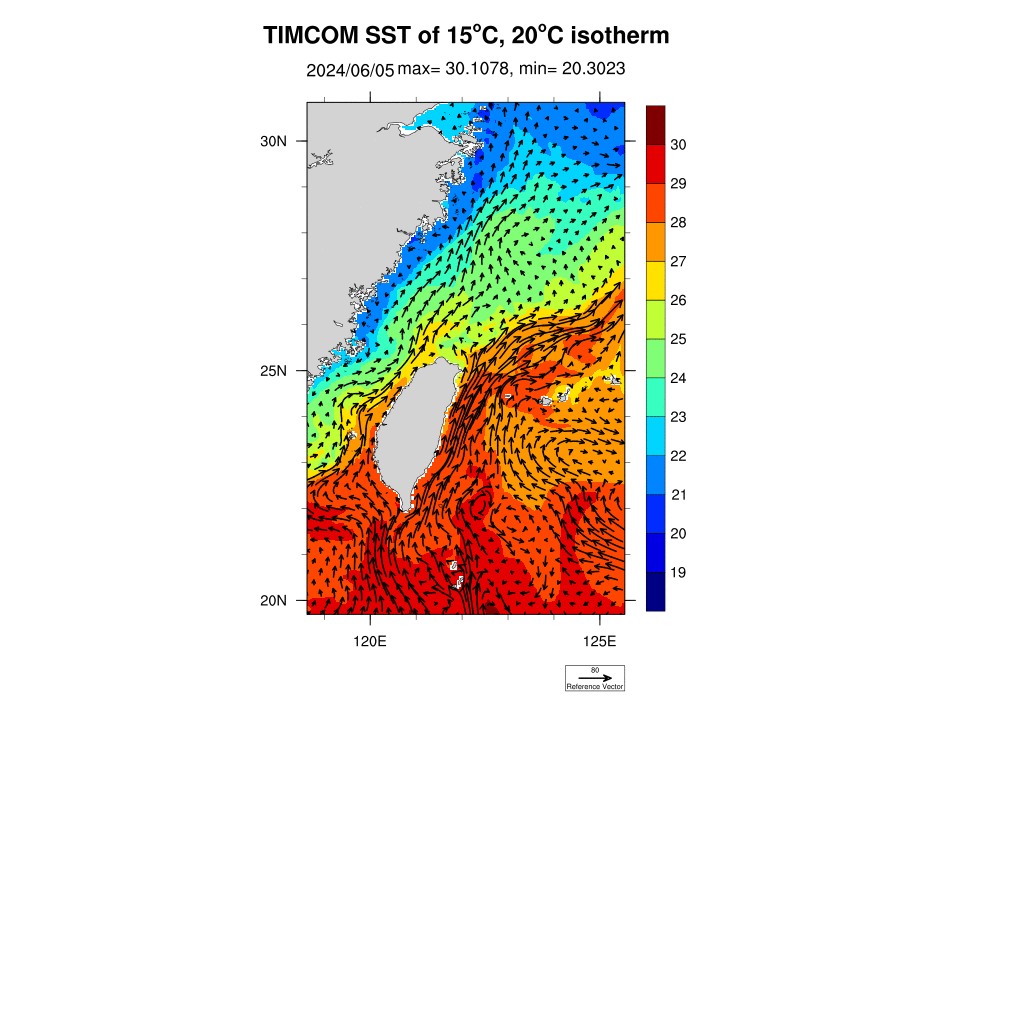 TIMCOM SST of 15°C, 20°C isotherm
2024/06/05 max= 30.1078, min= 20.3023
30N
25N
20N
120E
125E
30
29
28
27
26
25
24
23
22
21
20
19
80
Reference Vector